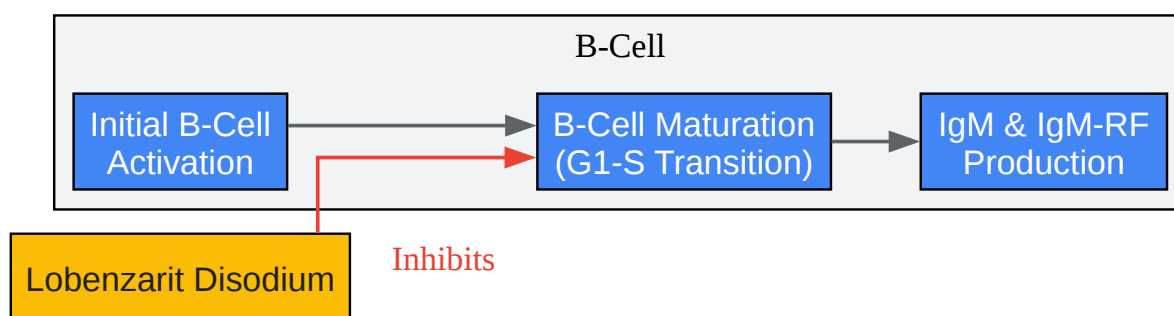 B-Cell
Initial B-Cell
Activation
B-Cell Maturation
(G1-S Transition)
IgM & IgM-RF
Production
Lobenzarit Disodium
Inhibits